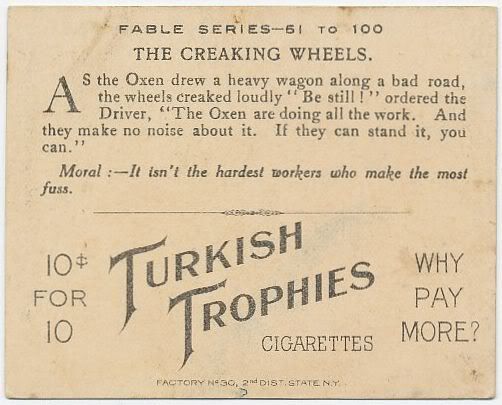 FABLE SERIES—51 TO 100
THE CREAKING WHEELS.
AS the Oxen drew a heavy wagon along a bad road,
the wheels creaked loudly "Be still!" ordered the
Driver, "The Oxen are doing all the work. And
they make no noise about it. If they can stand it, you
can."
Moral:—It isn't the hardest workers who make the most
fuss.
10¢ FOR 10
TURKISH
TROPHIES
CIGARETTES
WHY PAY MORE?
FACTORY Nº 30, 2ND DIST. STATE N.Y.